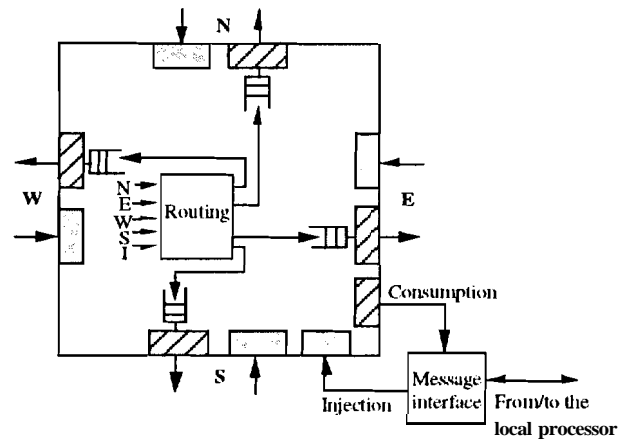 N
W
E
N
E
W
S
I
Routing
Consumption
S
Injection
Message
interface
From/to the
local processor